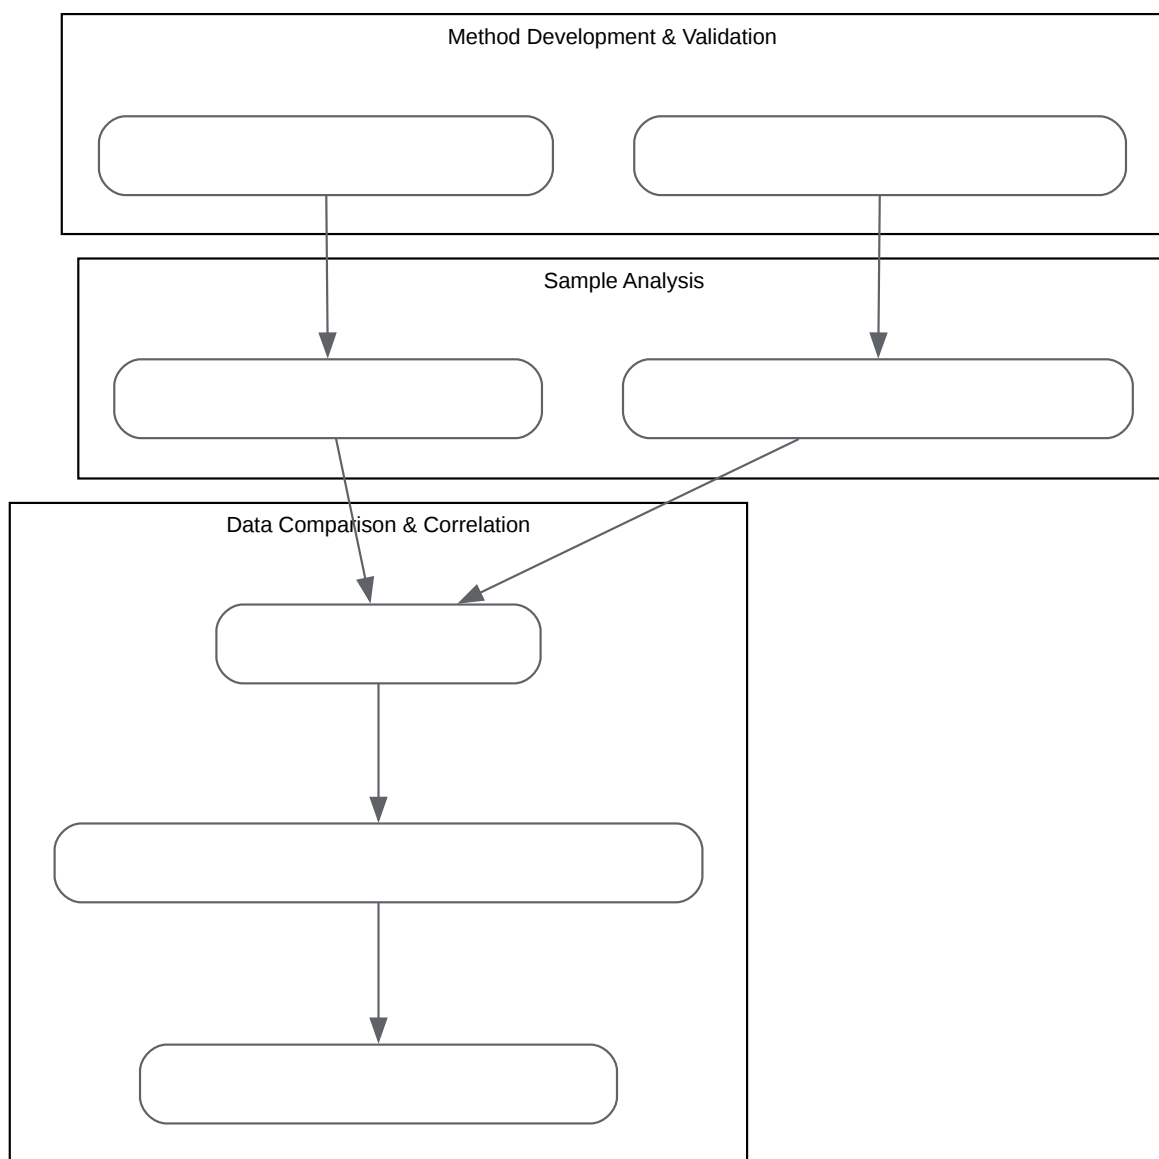 Method Development & Validation
Sample Analysis
Data Comparison & Correlation